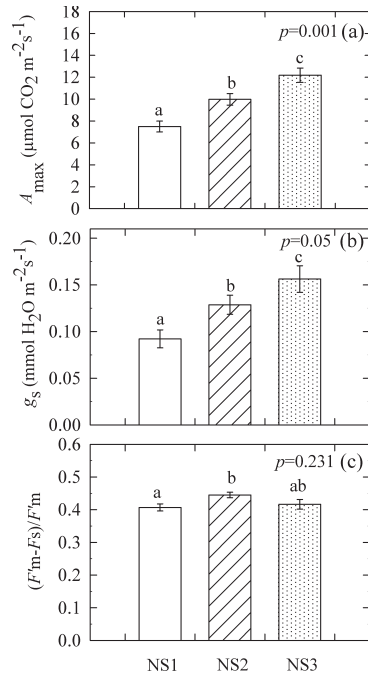 18
16
14
12
10
8
6
4
2
0
A max (µmol CO2 m-2s-1)
p=0.001 (a)
a
b
c
0.20
0.15
0.10
0.05
0.00
gs (mmol H2O m-2s-1)
p=0.05 (b)
a
b
c
0.6
0.5
0.4
0.3
0.2
0.1
0.0
(F'm-Fs)/F'm
p=0.231 (c)
a
b
ab
NS1 NS2 NS3